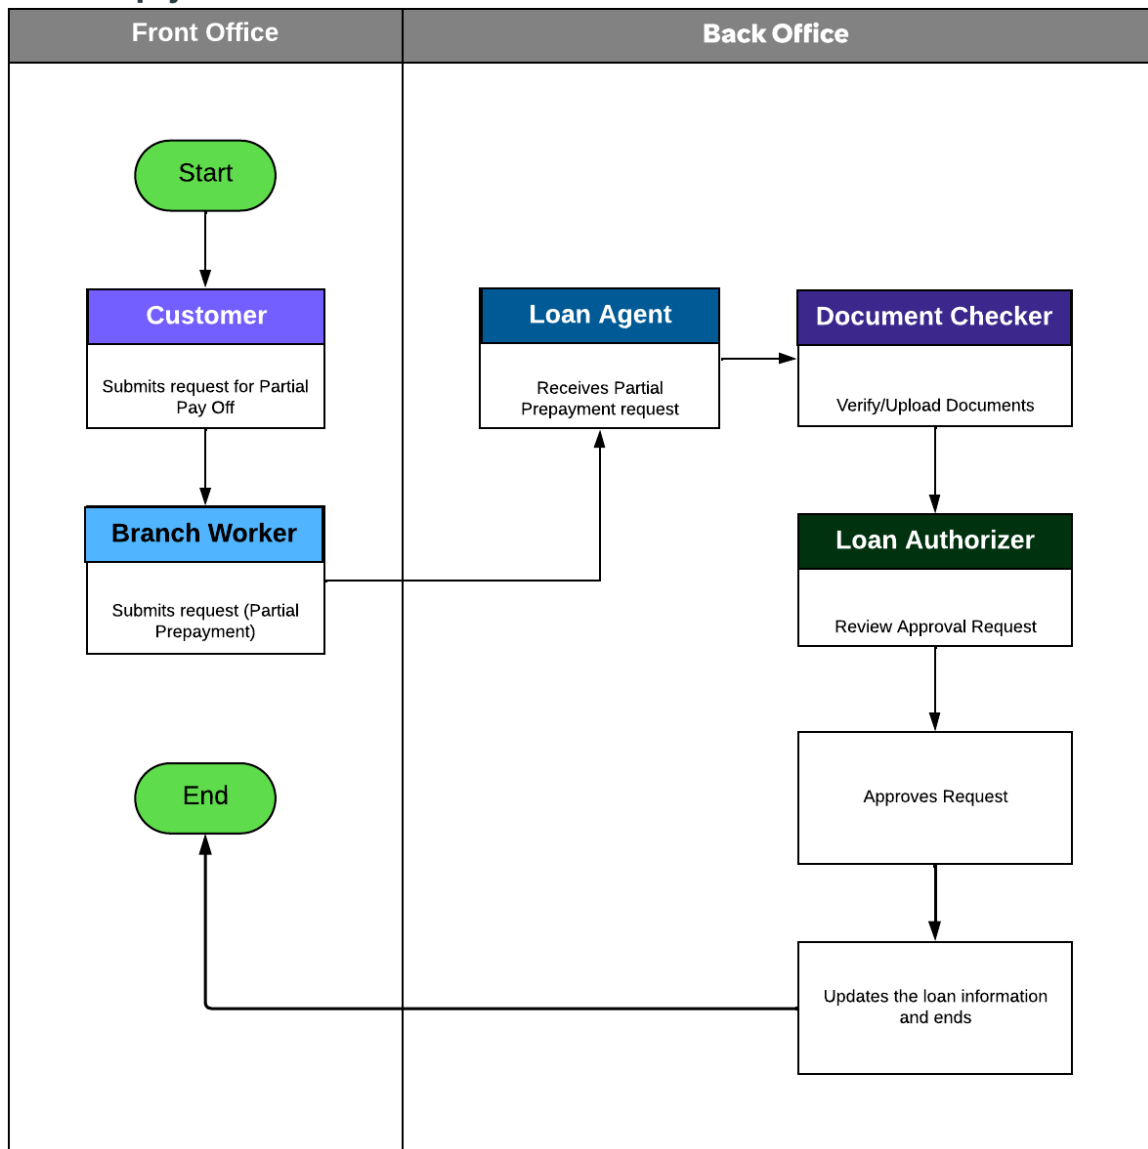 Front Office
Back Office
Start
Customer
Submits request for Partial
Pay Off
Branch Worker
Submits request (Partial
Prepayment)
Loan Agent
Receives Partial
Prepayment request
Document Checker
Verify/Upload Documents
Loan Authorizer
Review Approval Request
Approves Request
Updates the loan information
and ends
End